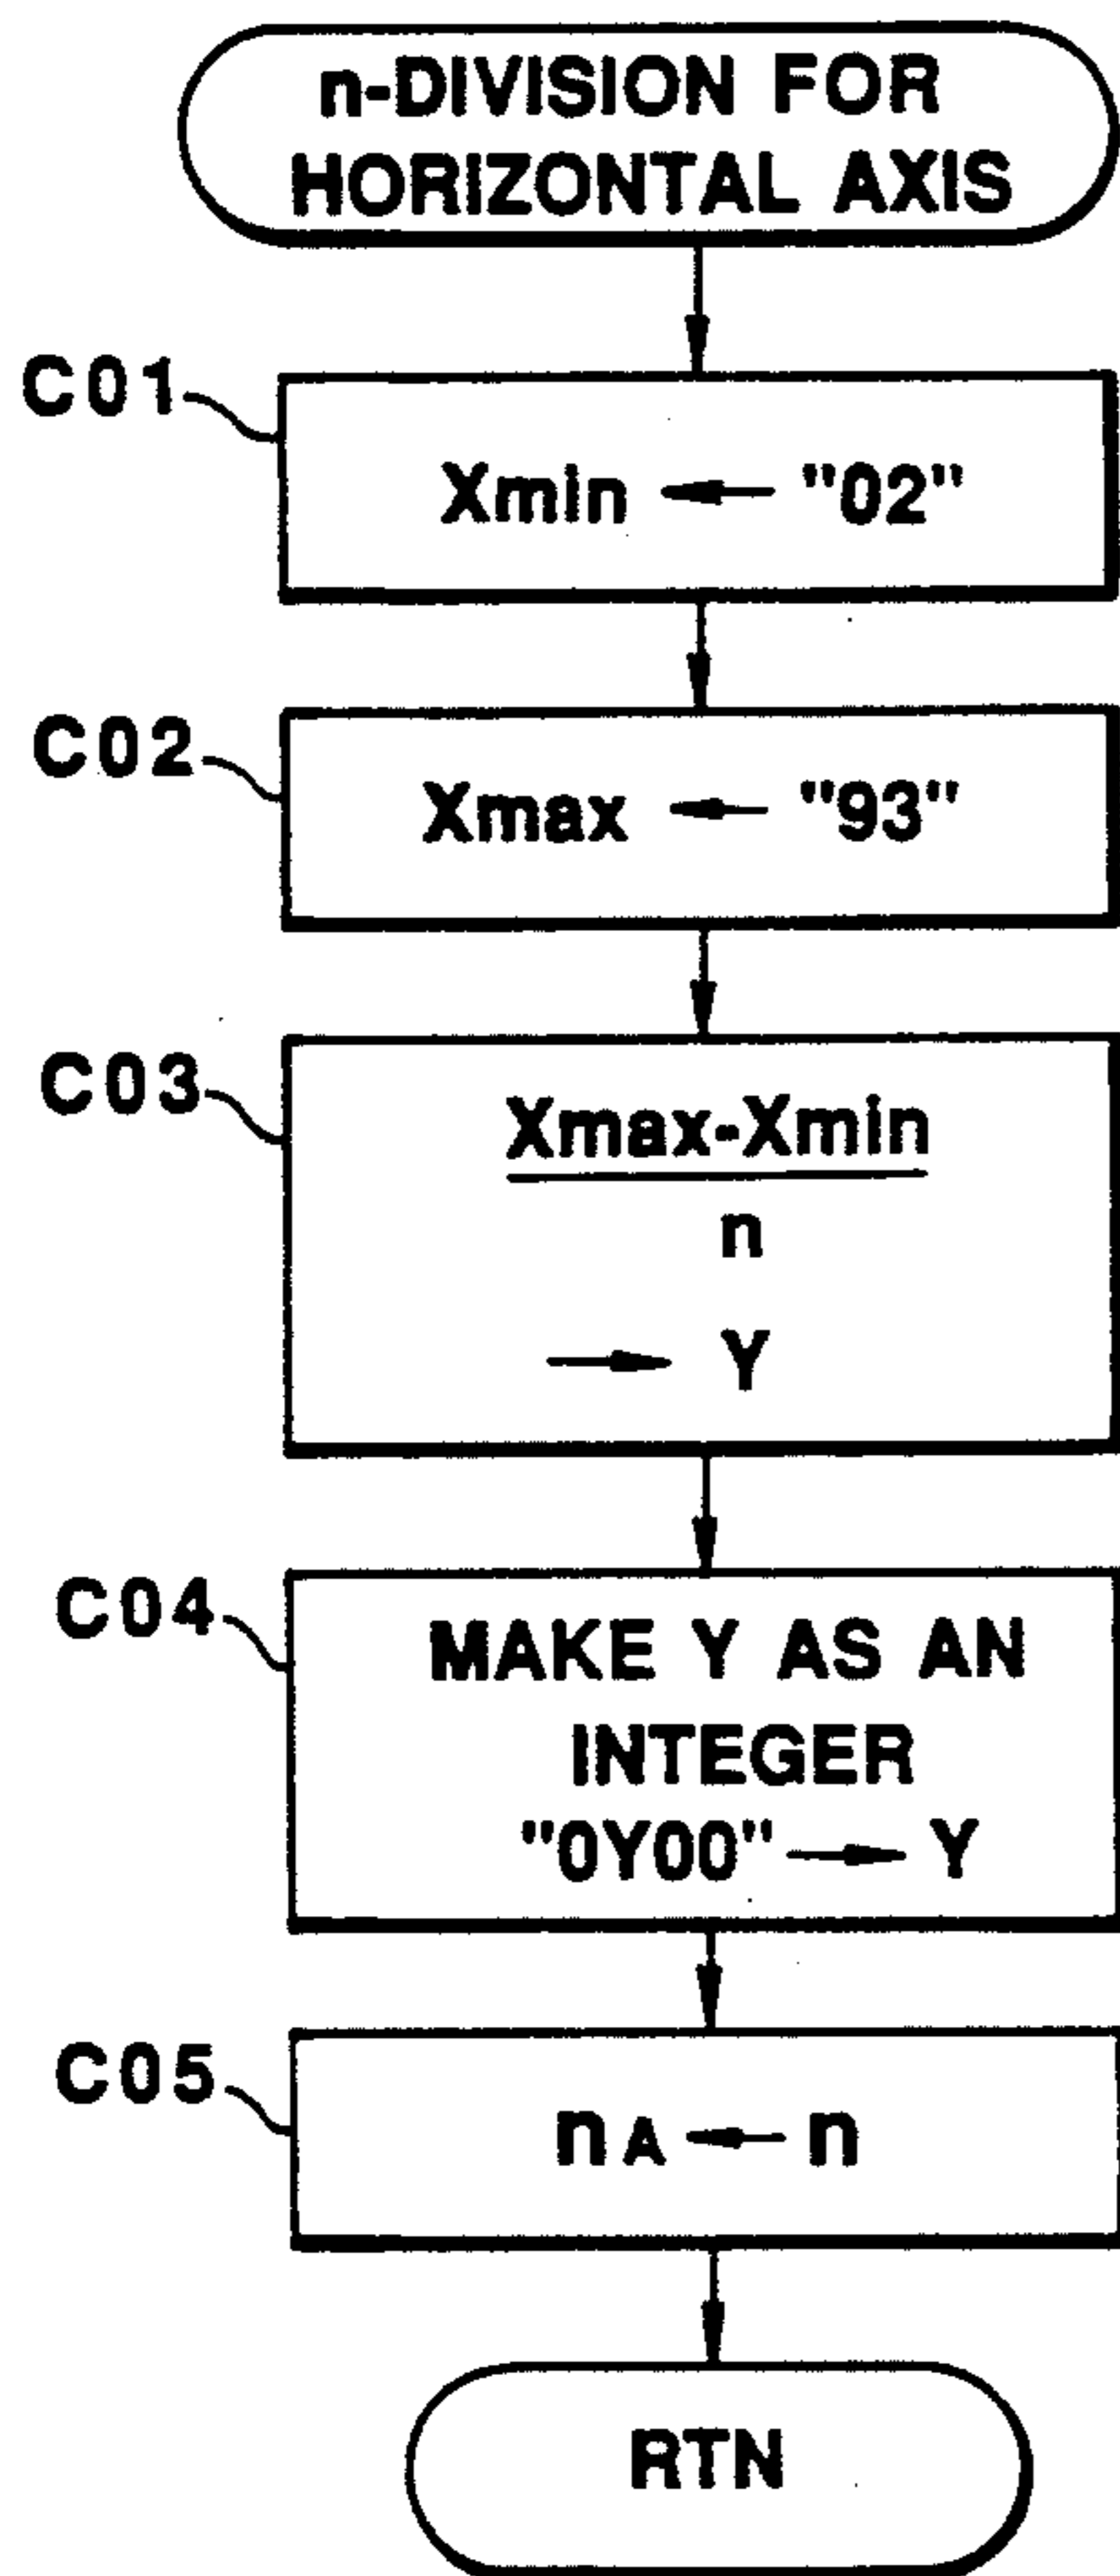 n-DIVISION FOR
HORIZONTAL AXIS
C01
Xmin ← "02"
C02
Xmax ← "93"
C03
Xmax-Xmin
n
→ Y
C04
MAKE Y AS AN
INTEGER
"0Y00" → Y
C05
nA ← n
RTN